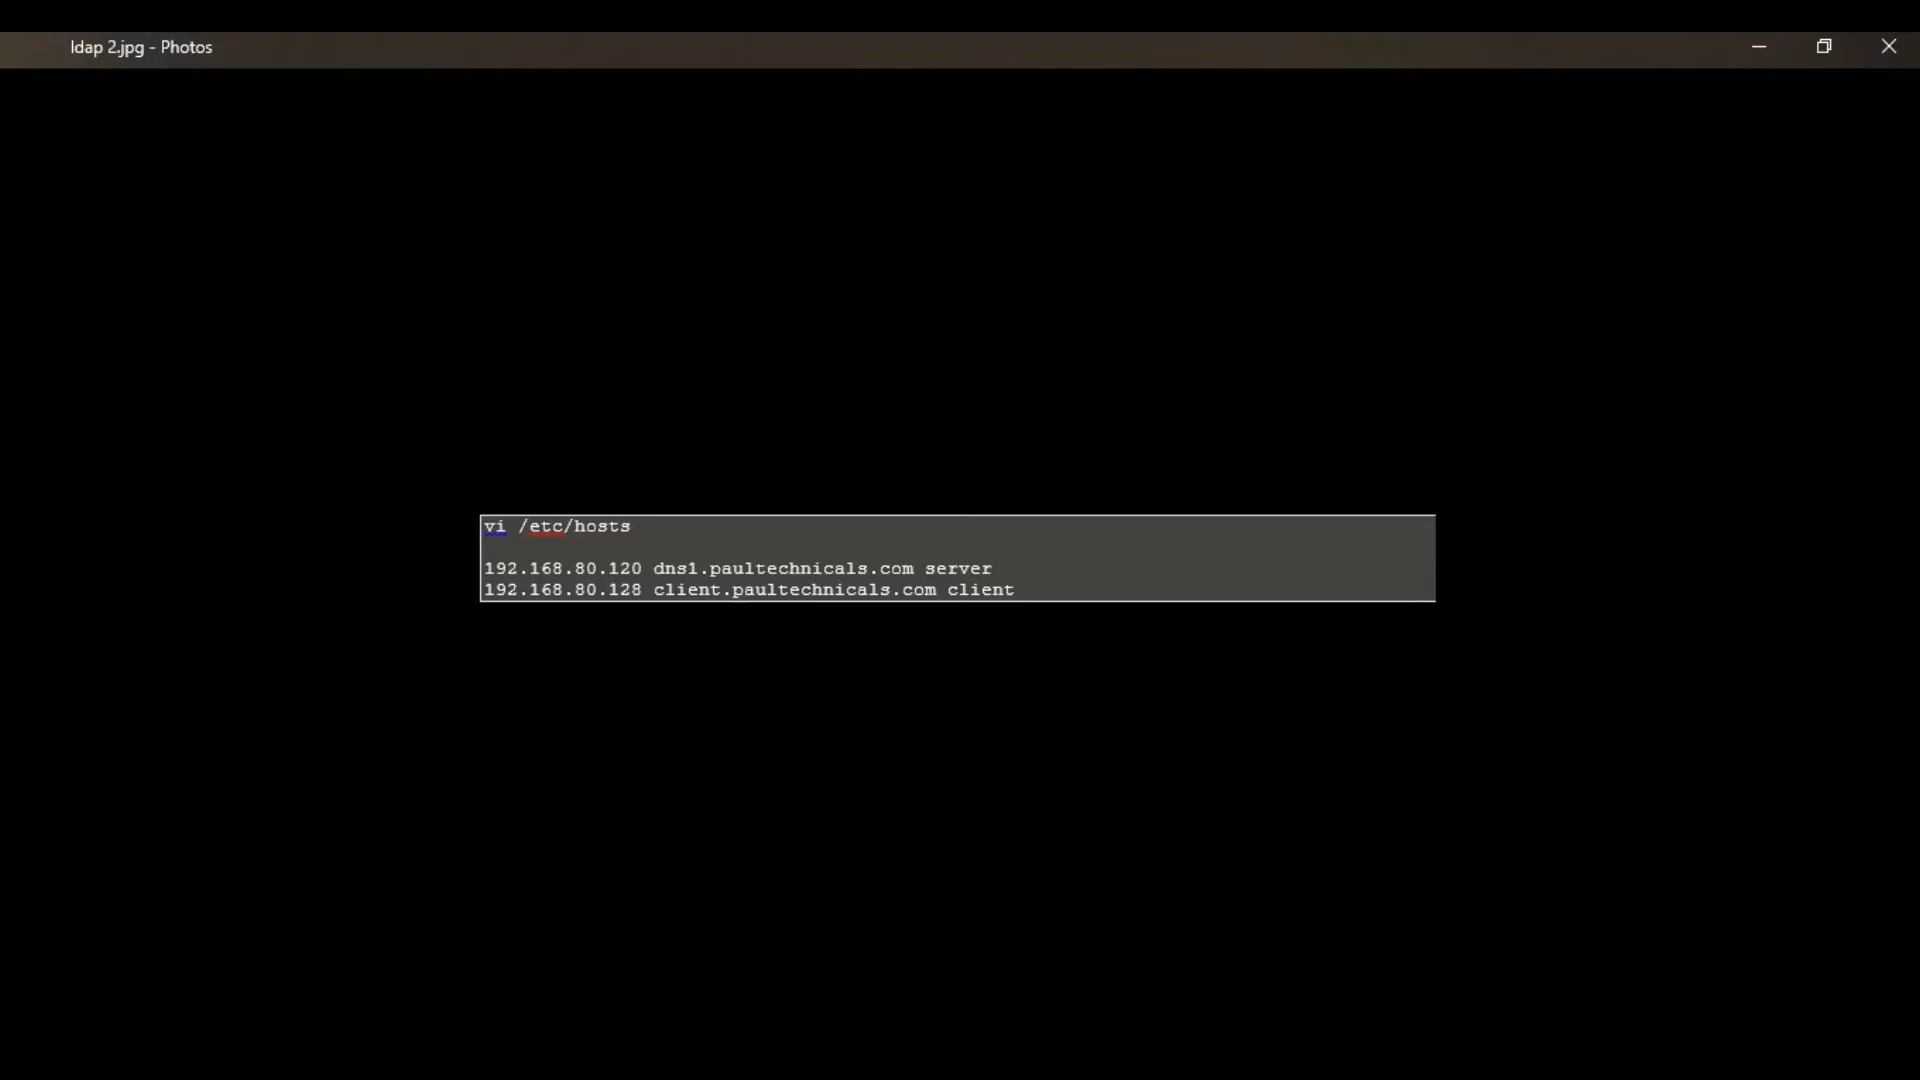 ldap 2.jpg - Photos
vi /etc/hosts
192.168.80.120 dns1.paultechnicals.com server
192.168.80.128 client.paultechnicals.com client